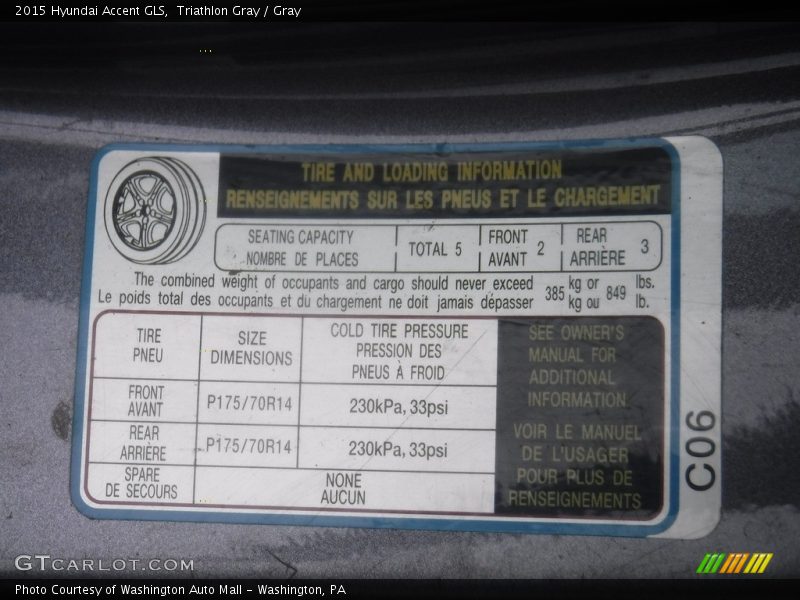 2015 Hyundai Accent GLS,  Triathlon Gray / Gray
TIRE AND LOADING INFORMATION
RENSEIGNEMENTS SUR LES PNEUS ET LE CHARGEMENT
SEATING CAPACITY
NOMBRE DE PLACES
TOTAL 5
FRONT
AVANT
2
REAR
ARRIÈRE
3
The combined weight of occupants and cargo should never exceed
Le poids total des occupants et du chargement ne doit jamais dépasser
385
kg or
kg ou
849
lbs.
lb.
TIRE
PNEU
SIZE
DIMENSIONS
COLD TIRE PRESSURE
PRESSION DES
PNEUS À FROID
FRONT
AVANT
P175/70R14
230kPa, 33psi
REAR
ARRIÈRE
P175/70R14
230kPa, 33psi
SPARE
DE SECOURS
NONE
AUCUN
SEE OWNER'S
MANUAL FOR
ADDITIONAL
INFORMATION
VOIR LE MANUEL
DE L'USAGER
POUR PLUS DE
RENSEIGNEMENTS
C06
GTCARLOT.COM
Photo Courtesy of Washington Auto Mall - Washington, PA